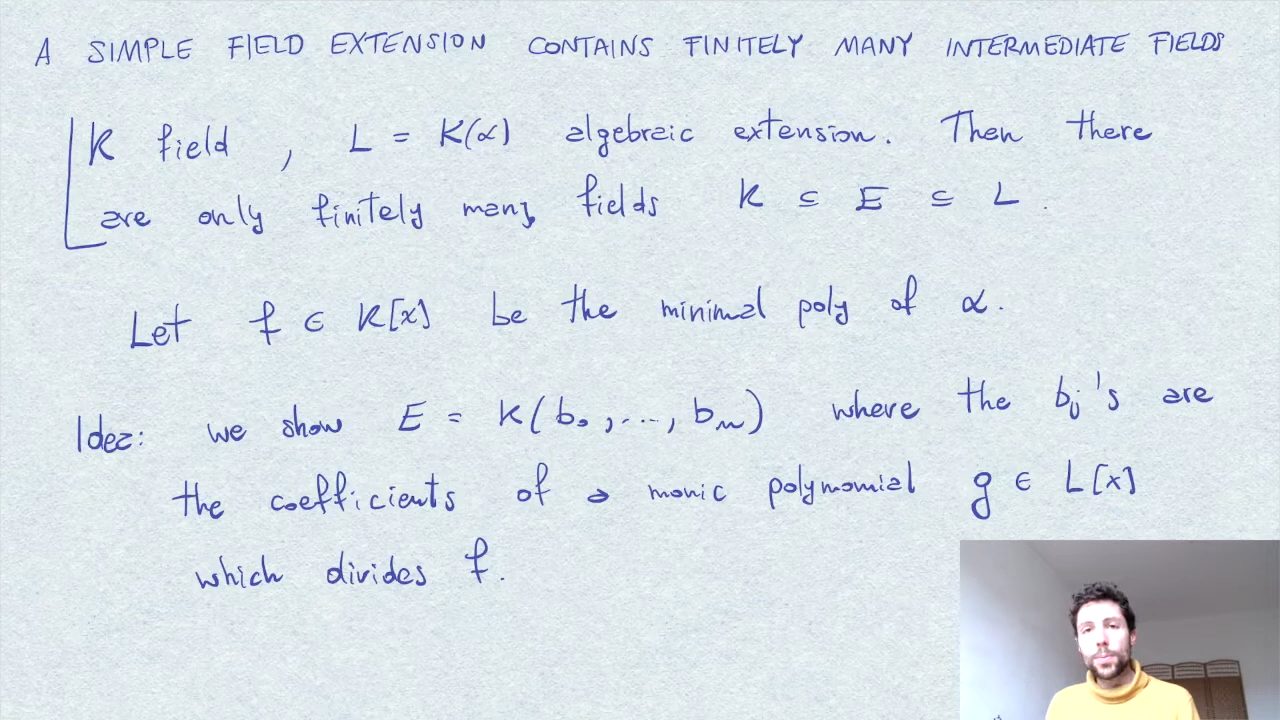 A SIMPLE FIELD EXTENSION CONTAINS FINITELY MANY INTERMEDIATE FIELDS
K field , L = K(α) algebraic extension. Then there
are only finitely many fields K ⊆ E ⊆ L .
Let f ∈ K[x] be the minimal poly of α.
Idea: we show E = K(b₀,..., bₘ) where the bⱼ's are
the coefficients of a monic polynomial g ∈ L[x]
which divides f.